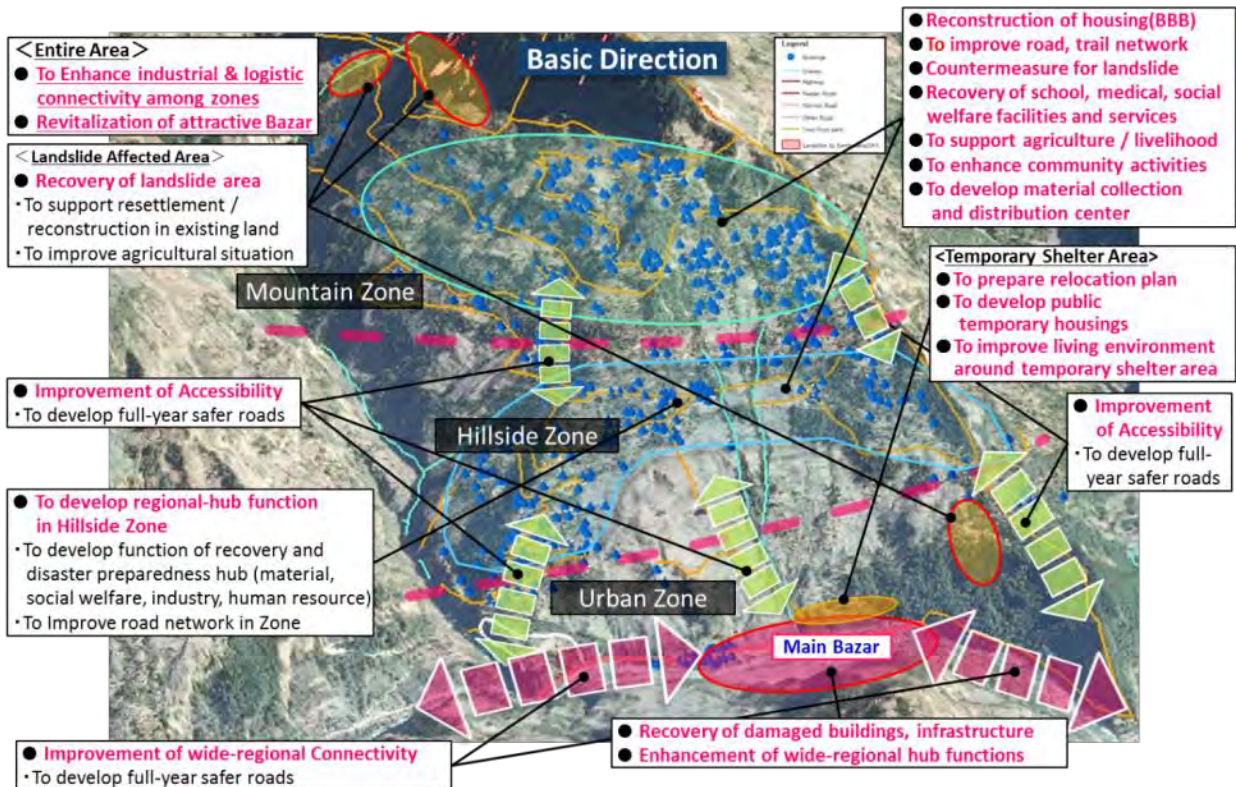 Basic Direction
<Entire Area>
● To Enhance industrial & logistic
connectivity among zones
● Revitalization of attractive Bazar
<Landslide Affected Area>
● Recovery of landslide area
・To support resettlement /
reconstruction in existing land
・To improve agricultural situation
Legend
Buildings
Highway
Feeder Road
Other Road
● Reconstruction of housing(BBB)
● To improve road, trail network
● Countermeasure for landslide
● Recovery of school, medical, social
welfare facilities and services
● To support agriculture / livelihood
● To enhance community activities
● To develop material collection
and distribution center
<Temporary Shelter Area>
● To prepare relocation plan
● To develop public
temporary housings
● To improve living environment
around temporary shelter area
Mountain Zone
● Improvement of Accessibility
・To develop full-year safer roads
Hillside Zone
● Improvement
of Accessibility
・To develop full-
year safer roads
● To develop regional-hub function
in Hillside Zone
・To develop function of recovery and
disaster preparedness hub (material,
social welfare, industry, human resource)
・To Improve road network in Zone
Urban Zone
Main Bazar
● Recovery of damaged buildings, infrastructure
● Enhancement of wide-regional hub functions
● Improvement of wide-regional Connectivity
・To develop full-year safer roads